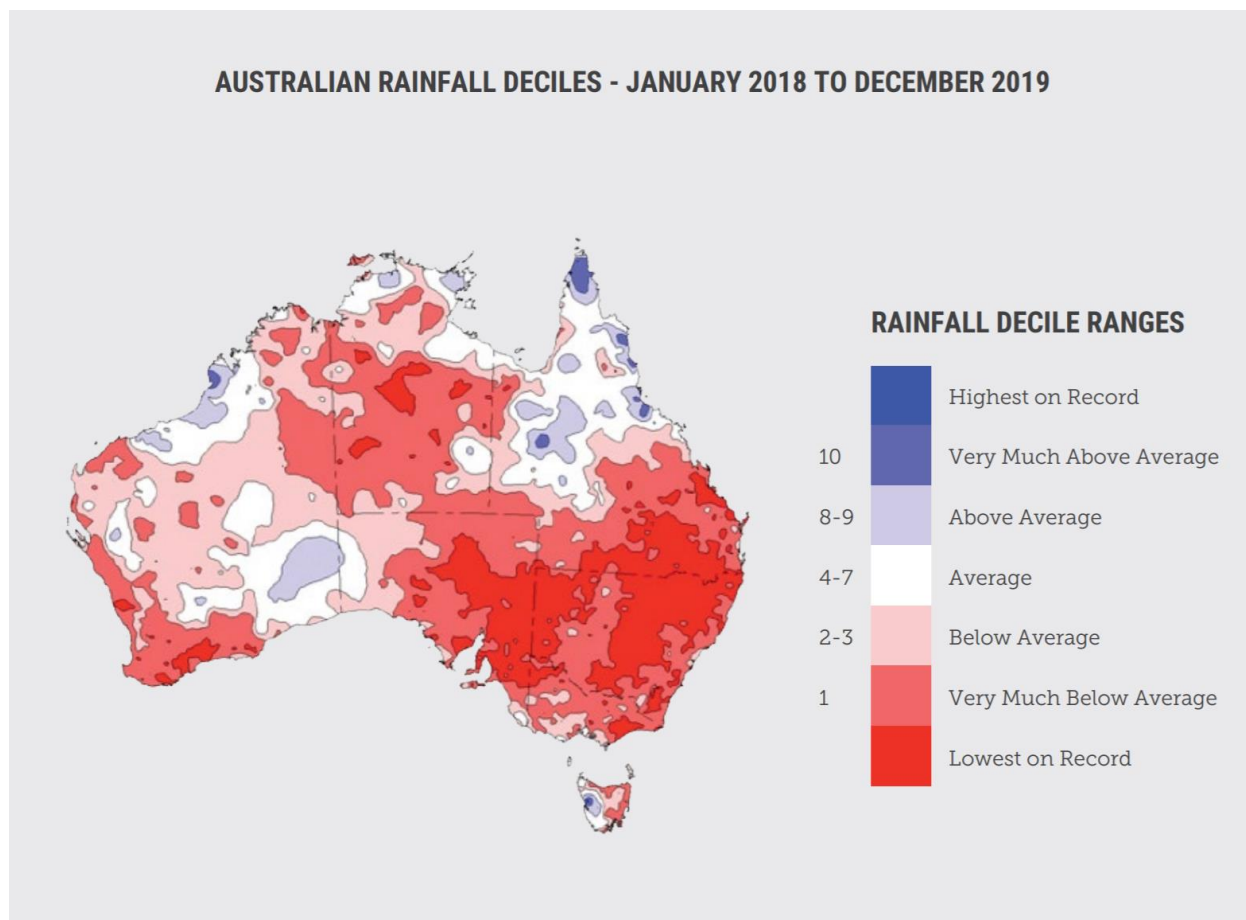 AUSTRALIAN RAINFALL DECILES - JANUARY 2018 TO DECEMBER 2019
RAINFALL DECILE RANGES
Highest on Record
10 Very Much Above Average
8-9 Above Average
4-7 Average
2-3 Below Average
1 Very Much Below Average
Lowest on Record